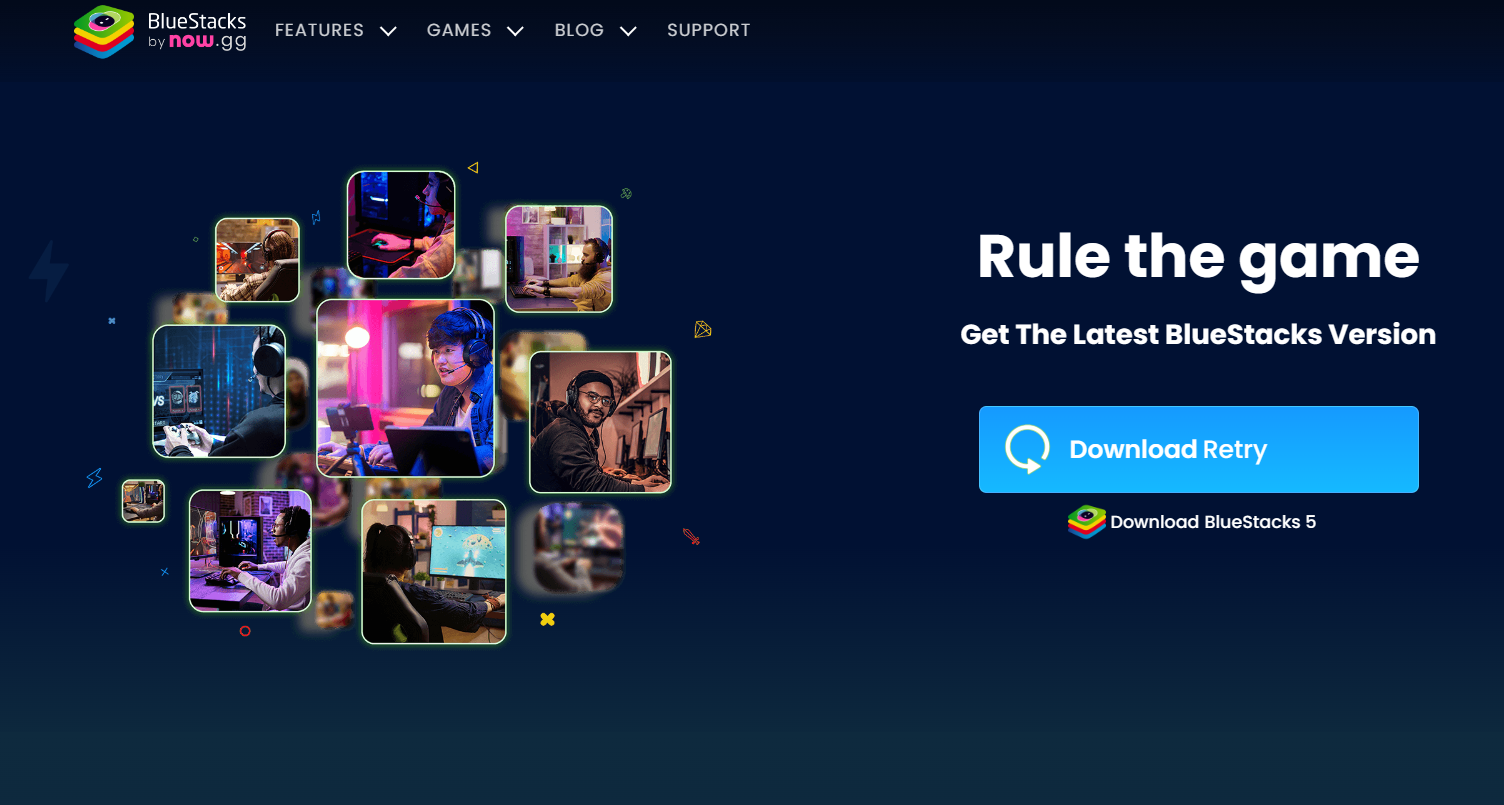 BlueStacks
by now.gg
FEATURES
GAMES
BLOG
SUPPORT
Rule the game
Get The Latest BlueStacks Version
Download Retry
Download BlueStacks 5
VS